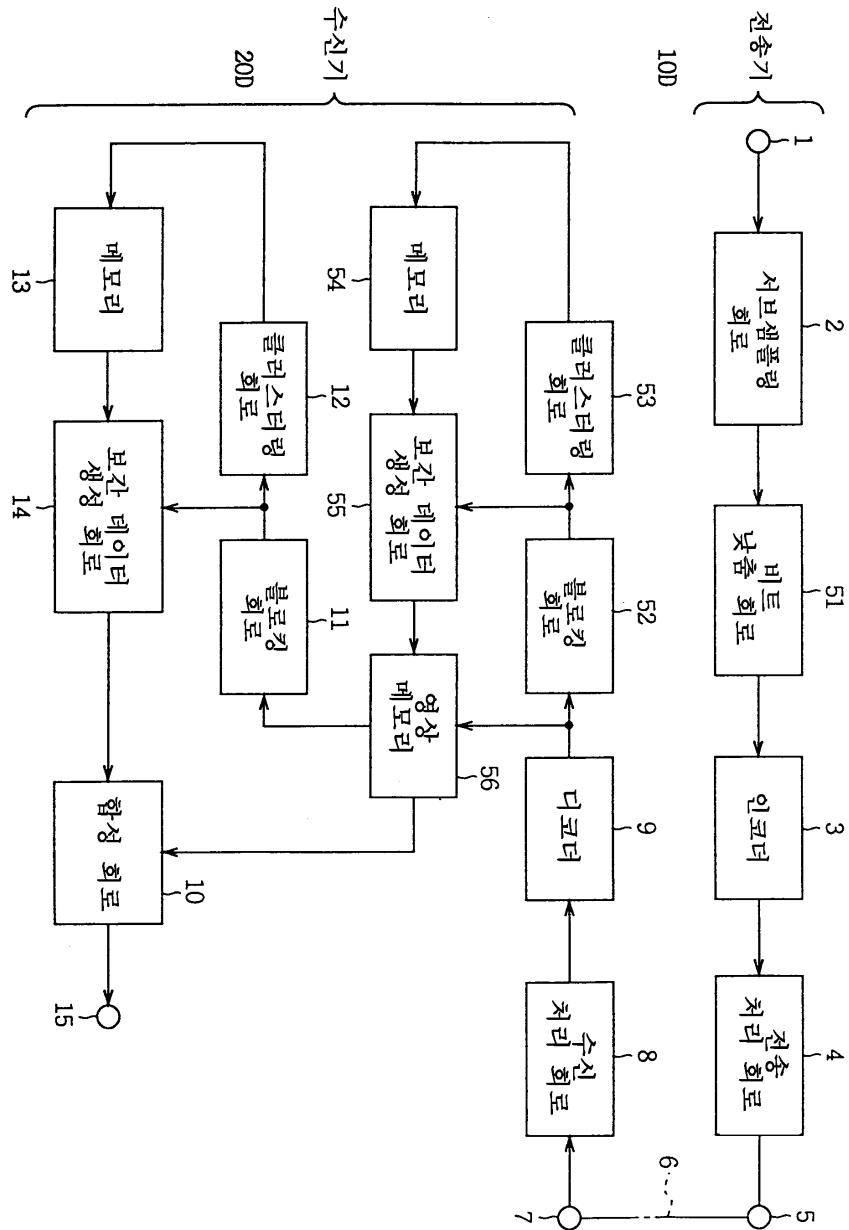 전송기
10D
1
2
서브샘플링
회로
51
비트
낮춤 회로
3
인코더
4
전송
처리 회로
5
6
수신기
20D
53
클러스터링
회로
52
블로킹
회로
9
디코더
8
수신
처리 회로
7
54
메모리
55
보간 데이터
생성 회로
영상
메모리
56
12
클러스터링
회로
11
블로킹
회로
13
메모리
14
보간 데이터
생성 회로
10
합성 회로
15